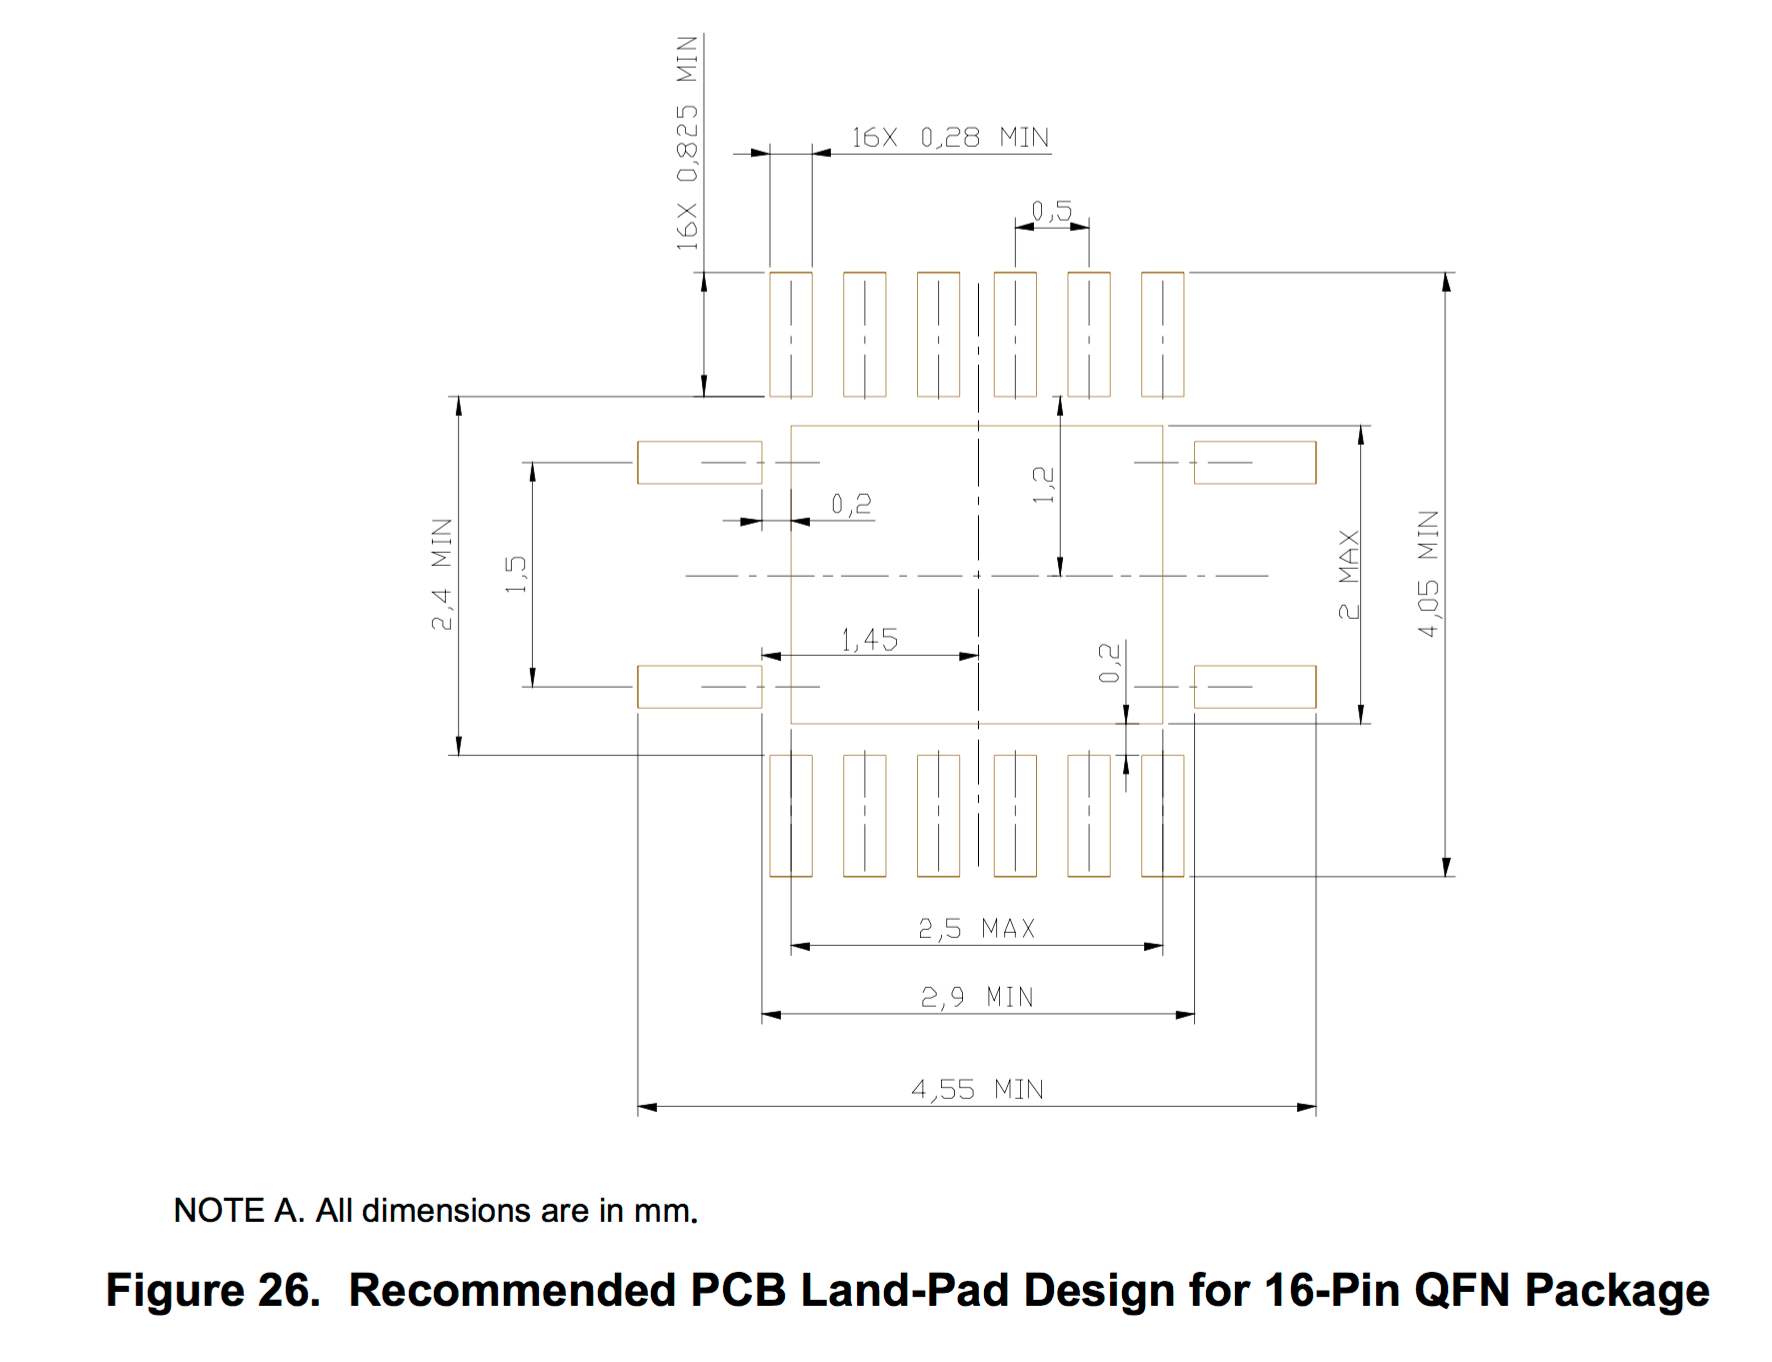 16X 0,825 MIN
16X 0,28 MIN
0,5
0,2
1,2
2,4 MIN
1,5
2 MAX
4,05 MIN
1,45
0,2
2,5 MAX
2,9 MIN
4,55 MIN
NOTE A. All dimensions are in mm.
Figure 26. Recommended PCB Land-Pad Design for 16-Pin QFN Package